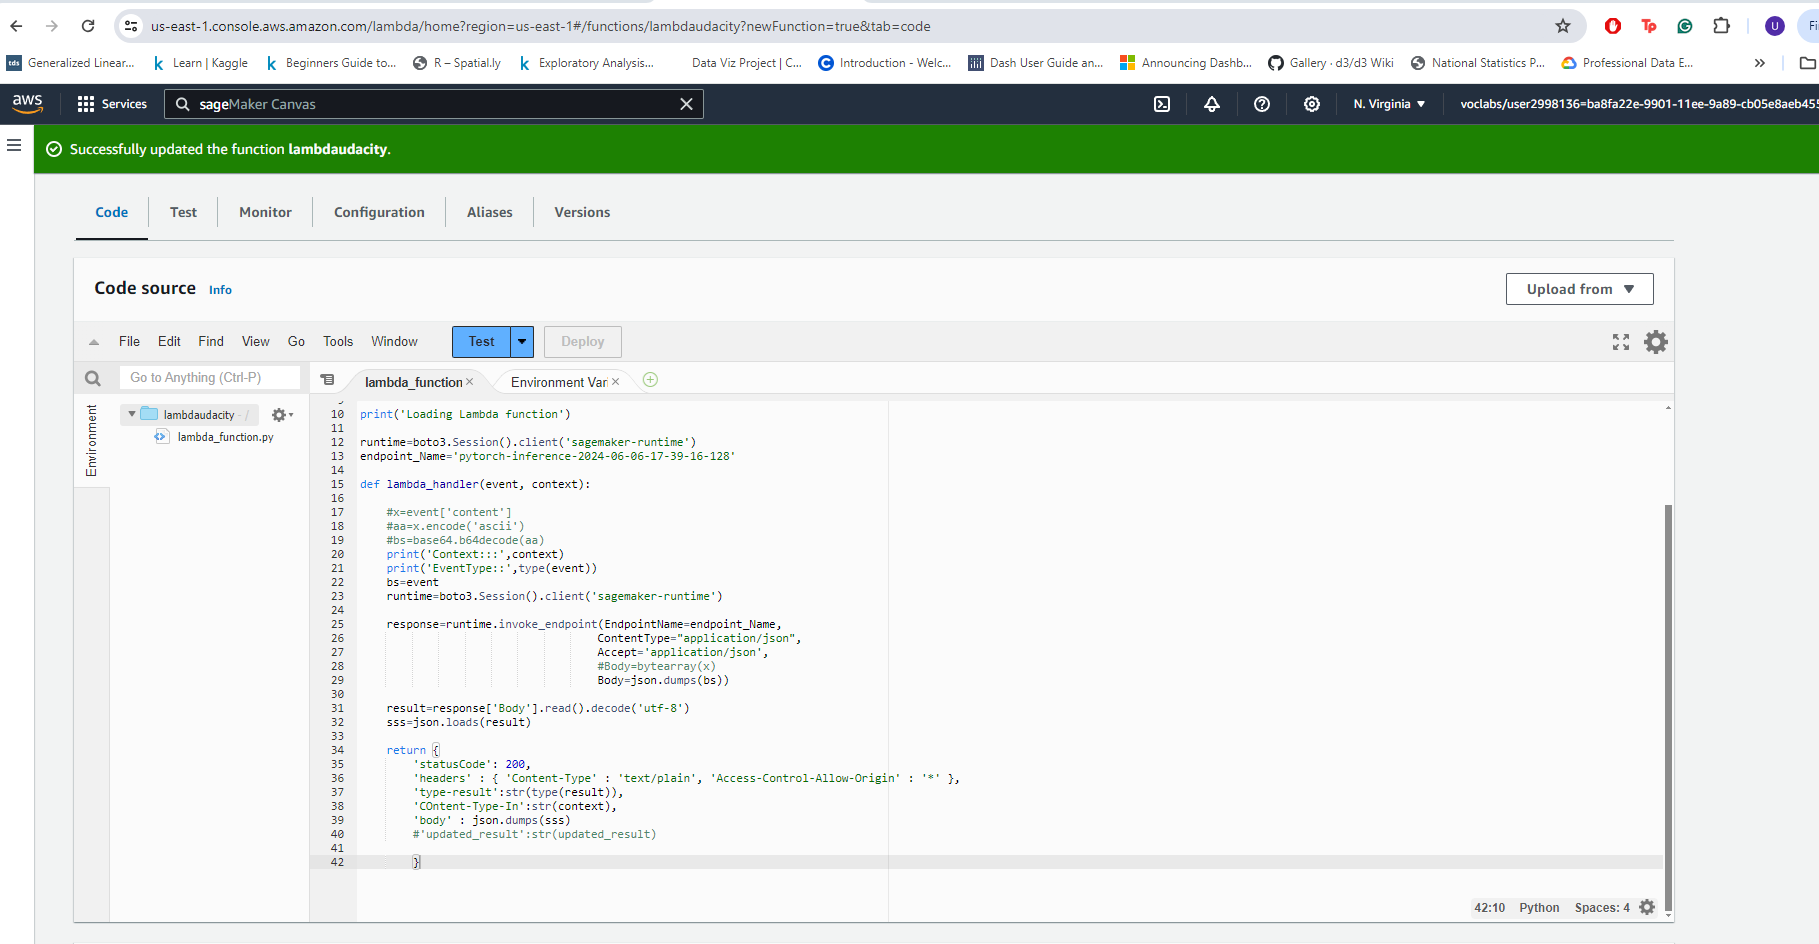 us-east-1.console.aws.amazon.com/lambda/home?region=us-east-1#/functions/lambdaudacity?newFunction=true&tab=code
Tp
G
U
tds Generalized Linear... k Learn | Kaggle k Beginners Guide to... R – Spatial.ly k Exploratory Analysis... Data Viz Project | C... C Introduction - Welc... Dash User Guide an... Announcing Dashb... Gallery · d3/d3 Wiki National Statistics P... Professional Data E... »
aws Services sageMaker Canvas N. Virginia voclabs/user2998136=ba8fa22e-9901-11ee-9a89-cb05e8aeb455
Successfully updated the function lambdaudacity.
Code Test Monitor Configuration Aliases Versions
Code source Info Upload from
File Edit Find View Go Tools Window Test Deploy
Go to Anything (Ctrl-P) lambda_function × Environment Var ×
Environment
lambdaudacity - /
lambda_function.py
10 print('Loading Lambda function')
11
12 runtime=boto3.Session().client('sagemaker-runtime')
13 endpoint_Name='pytorch-inference-2024-06-06-17-39-16-128'
14
15 def lambda_handler(event, context):
16
17 #x=event['content']
18 #aa=x.encode('ascii')
19 #bs=base64.b64decode(aa)
20 print('Context:::',context)
21 print('EventType::',type(event))
22 bs=event
23 runtime=boto3.Session().client('sagemaker-runtime')
24
25 response=runtime.invoke_endpoint(EndpointName=endpoint_Name,
26 ContentType="application/json",
27 Accept='application/json',
28 #Body=bytearray(x)
29 Body=json.dumps(bs))
30
31 result=response['Body'].read().decode('utf-8')
32 sss=json.loads(result)
33
34 return {
35 'statusCode': 200,
36 'headers' : { 'Content-Type' : 'text/plain', 'Access-Control-Allow-Origin' : '*' },
37 'type-result':str(type(result)),
38 'COntent-Type-In':str(context),
39 'body' : json.dumps(sss)
40 #'updated_result':str(updated_result)
41
42 }
42:10 Python Spaces: 4